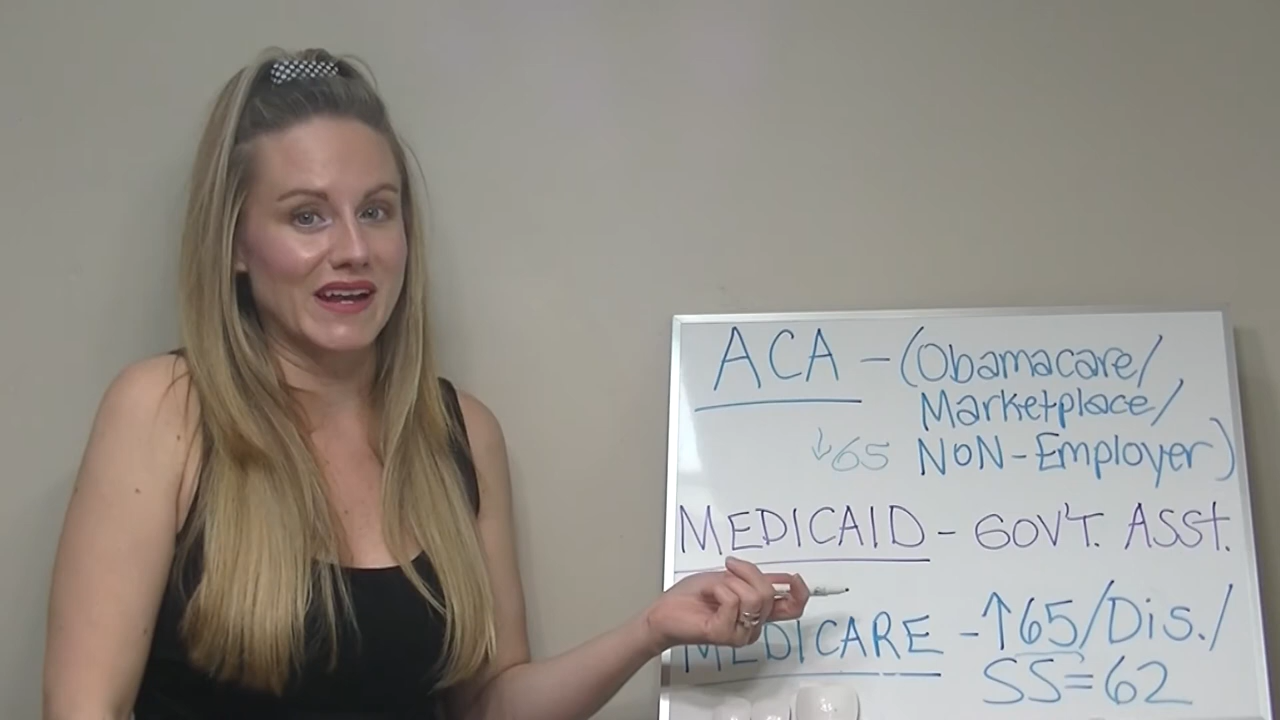 ACA - (Obamacare/
Marketplace/
↓65 NON-Employer)
MEDICAID - GOV'T. ASst.
MEDICARE - ↑65/Dis./
SS=62